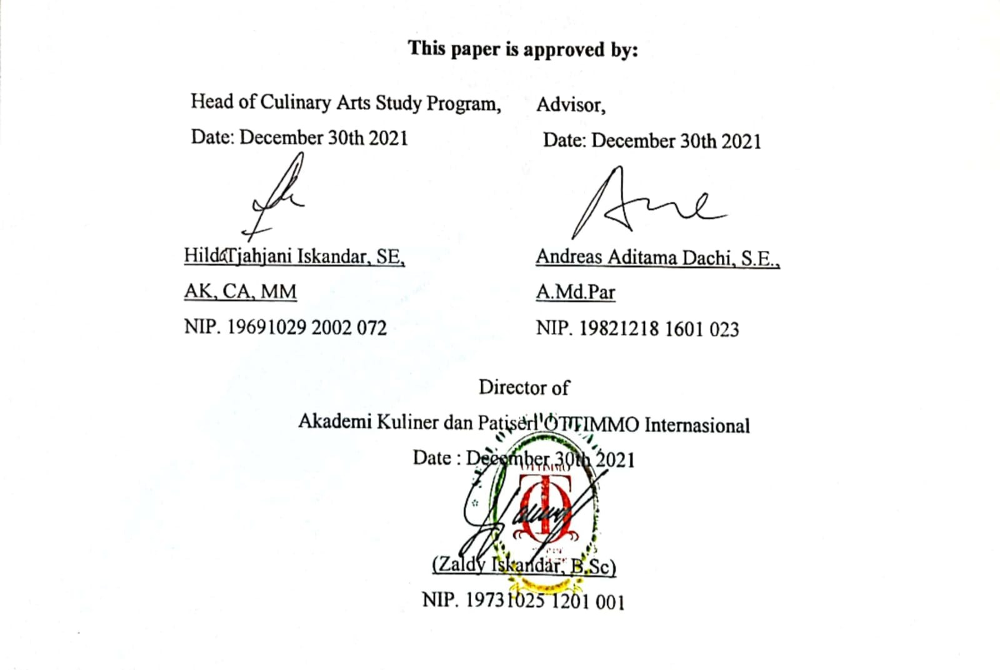 This paper is approved by:
Head of Culinary Arts Study Program,
Date: December 30th 2021
Hilda Tjahjani Iskandar, SE,
AK, CA, MM
NIP. 19691029 2002 072
Advisor,
Date: December 30th 2021
Andreas Aditama Dachi, S.E.,
A.Md.Par
NIP. 19821218 1601 023
Director of
Akademi Kuliner dan Patiseri OTTIMMO Internasional
Date : December 30th 2021
OTTIMMO
(Zaldy Iskandar, B.Sc)
NIP. 19731025 1201 001